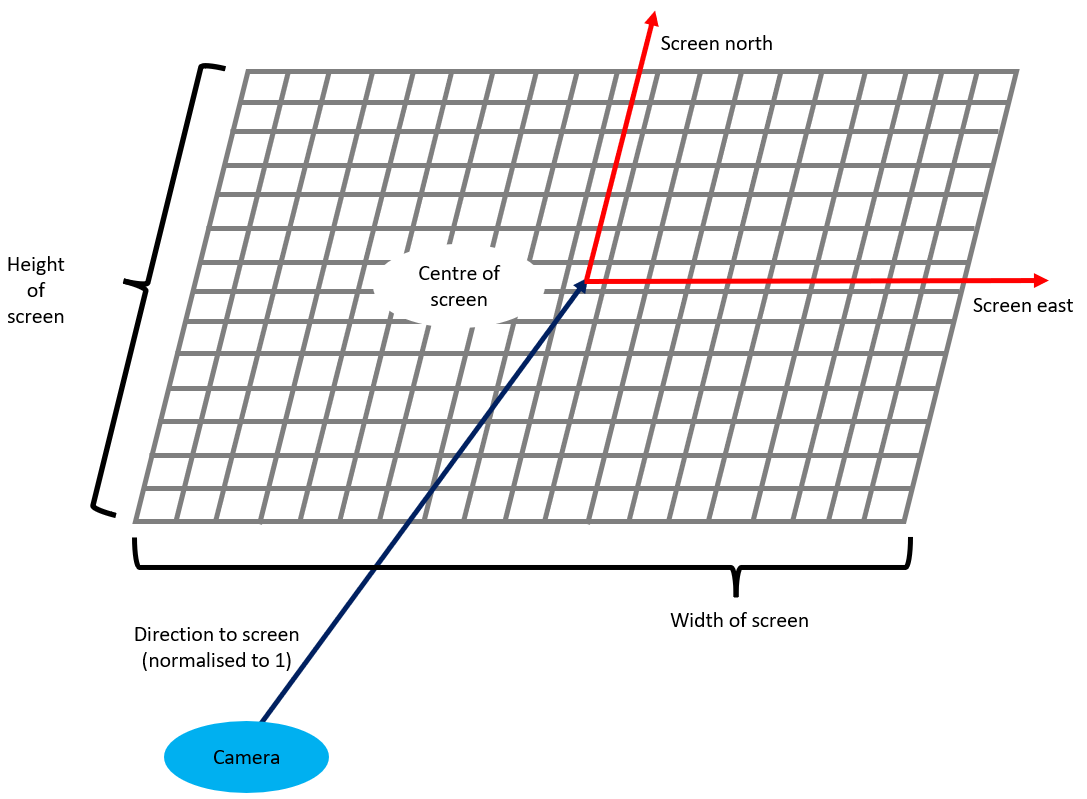 Screen north
Height
of
screen
Centre of
screen
Screen east
Width of screen
Direction to screen
(normalised to 1)
Camera